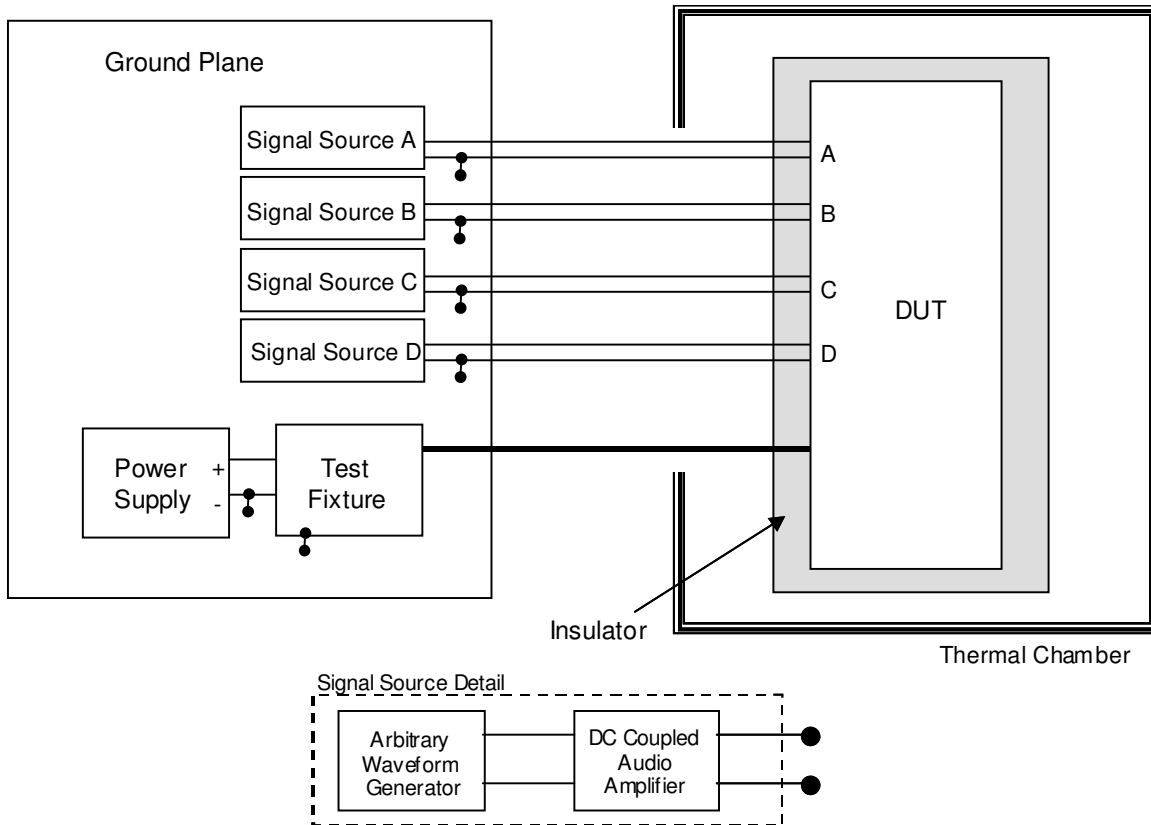 Ground Plane
Signal Source A
Signal Source B
Signal Source C
Signal Source D
A
B
C
D
DUT
Power
Supply
+
-
Test
Fixture
Insulator
Thermal Chamber
Signal Source Detail
Arbitrary
Waveform
Generator
DC Coupled
Audio
Amplifier